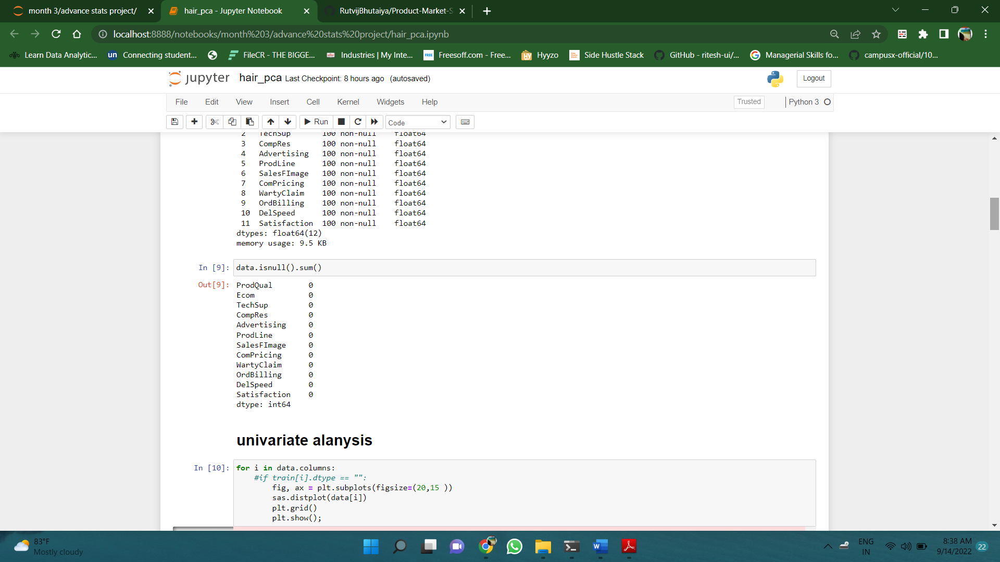 month 3/advance stats project/
hair_pca - Jupyter Notebook
RutvijBhutaiya/Product-Market-S
localhost:8888/notebooks/month%203/advance%20stats%20project/hair_pca.ipynb
Learn Data Analytic...
un Connecting student...
FileCR - THE BIGGE...
Industries | My Inte...
FREE Freesoff.com - Free...
Hy Hyyzo
Side Hustle Stack
GitHub - ritesh-ui/...
G Managerial Skills fo...
campusx-official/10...
jupyter hair_pca Last Checkpoint: 8 hours ago (autosaved)
Logout
File Edit View Insert Cell Kernel Widgets Help
Trusted
Python 3
Run
Code
2 TechSup 100 non-null float64
3 CompRes 100 non-null float64
4 Advertising 100 non-null float64
5 ProdLine 100 non-null float64
6 SalesFImage 100 non-null float64
7 ComPricing 100 non-null float64
8 WartyClaim 100 non-null float64
9 OrdBilling 100 non-null float64
10 DelSpeed 100 non-null float64
11 Satisfaction 100 non-null float64
dtypes: float64(12)
memory usage: 9.5 KB
In [9]: data.isnull().sum()
Out[9]: ProdQual 0
Ecom 0
TechSup 0
CompRes 0
Advertising 0
ProdLine 0
SalesFImage 0
ComPricing 0
WartyClaim 0
OrdBilling 0
DelSpeed 0
Satisfaction 0
dtype: int64
univariate alanysis
In [10]: for i in data.columns:
#if train[i].dtype == "":
fig, ax = plt.subplots(figsize=(20,15 ))
sas.distplot(data[i])
plt.grid()
plt.show();
83°F
Mostly cloudy
W
ENG
IN
8:38 AM
9/14/2022
22